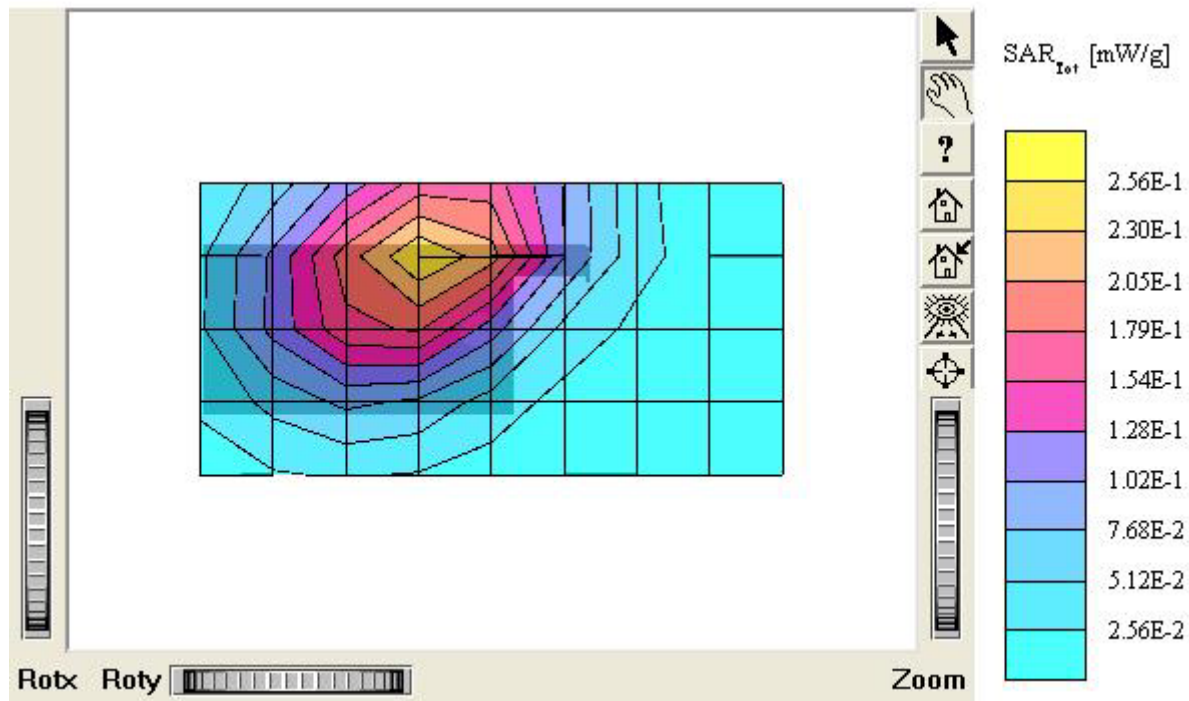 SAR_Tot [mW/g]
?
2.56E-1
2.30E-1
2.05E-1
1.79E-1
1.54E-1
1.28E-1
1.02E-1
7.68E-2
5.12E-2
2.56E-2
Rotx Roty Zoom